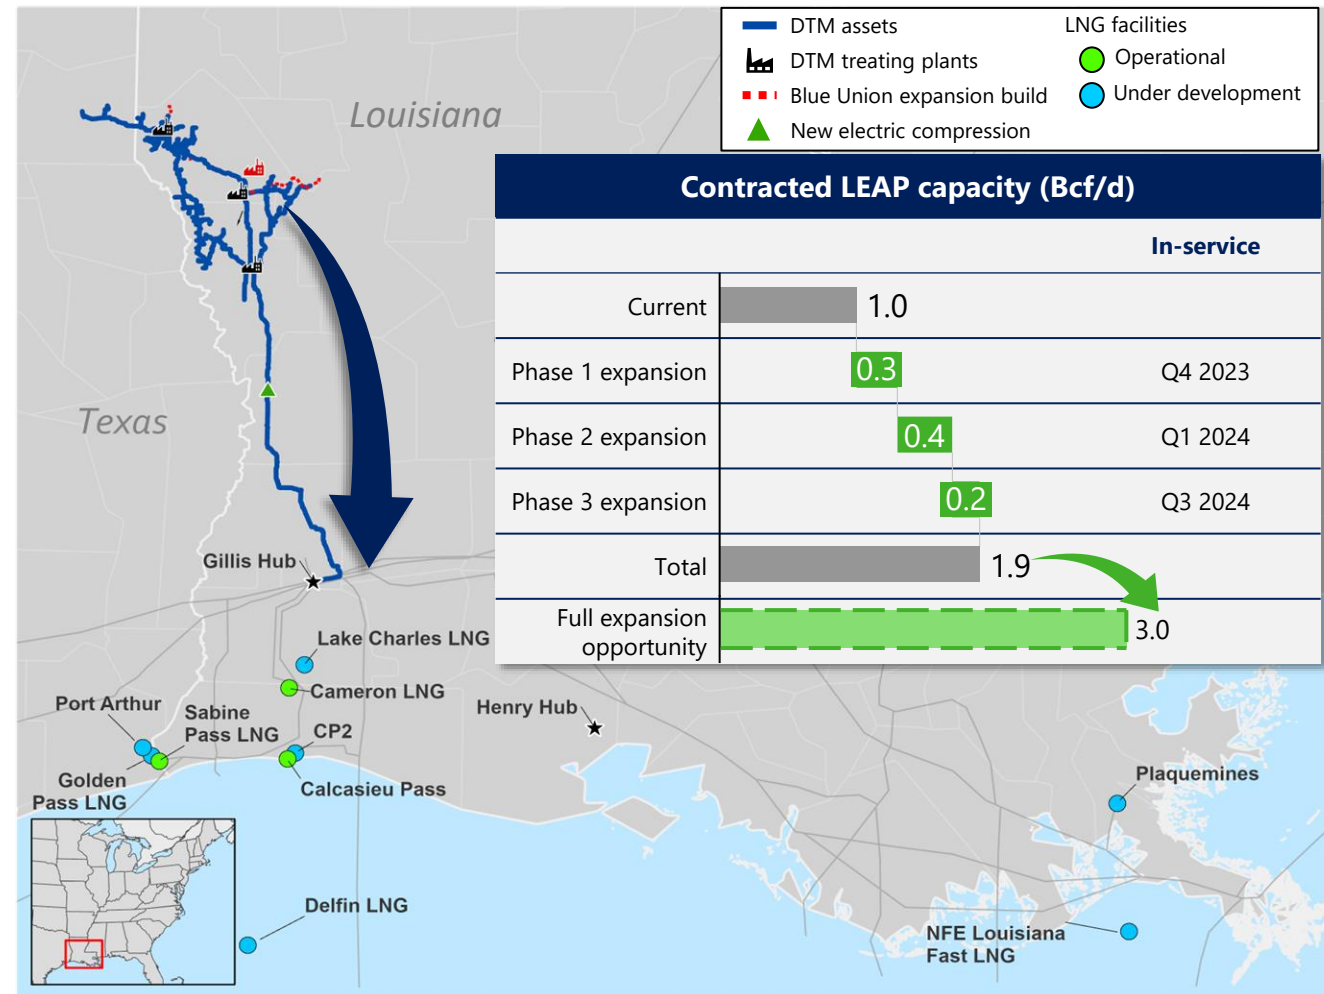 DTM assets
DTM treating plants
Blue Union expansion build
New electric compression
LNG facilities
Operational
Under development
Louisiana
Texas
Contracted LEAP capacity (Bcf/d)
In-service
Current
1.0
Phase 1 expansion
0.3
Q4 2023
Phase 2 expansion
0.4
Q1 2024
Phase 3 expansion
0.2
Q3 2024
Total
1.9
Full expansion
opportunity
3.0
Gillis Hub
Lake Charles LNG
Cameron LNG
Port Arthur
Sabine
Pass LNG
CP2
Henry Hub
Golden
Pass LNG
Calcasieu Pass
Plaquemines
Delfin LNG
NFE Louisiana
Fast LNG